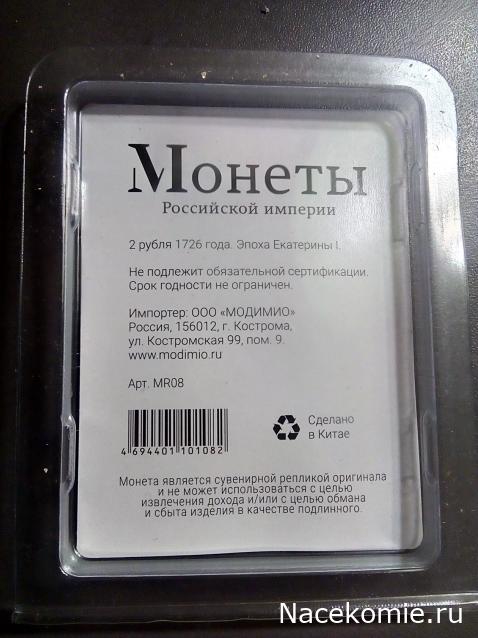 Монеты
Российской империи
2 рубля 1726 года. Эпоха Екатерины I.
Не подлежит обязательной сертификации.
Срок годности не ограничен.
Импортер: ООО «МОДИМИО»
Россия, 156012, г. Кострома,
ул. Костромская 99, пом. 9.
www.modimio.ru
Арт. MR08
4 694401 101082
Сделано
в Китае
Монета является сувенирной репликой оригинала
и не может использоваться с целью
извлечения дохода и/или с целью обмана
и сбыта изделия в качестве подлинного.
Nacekomie.ru